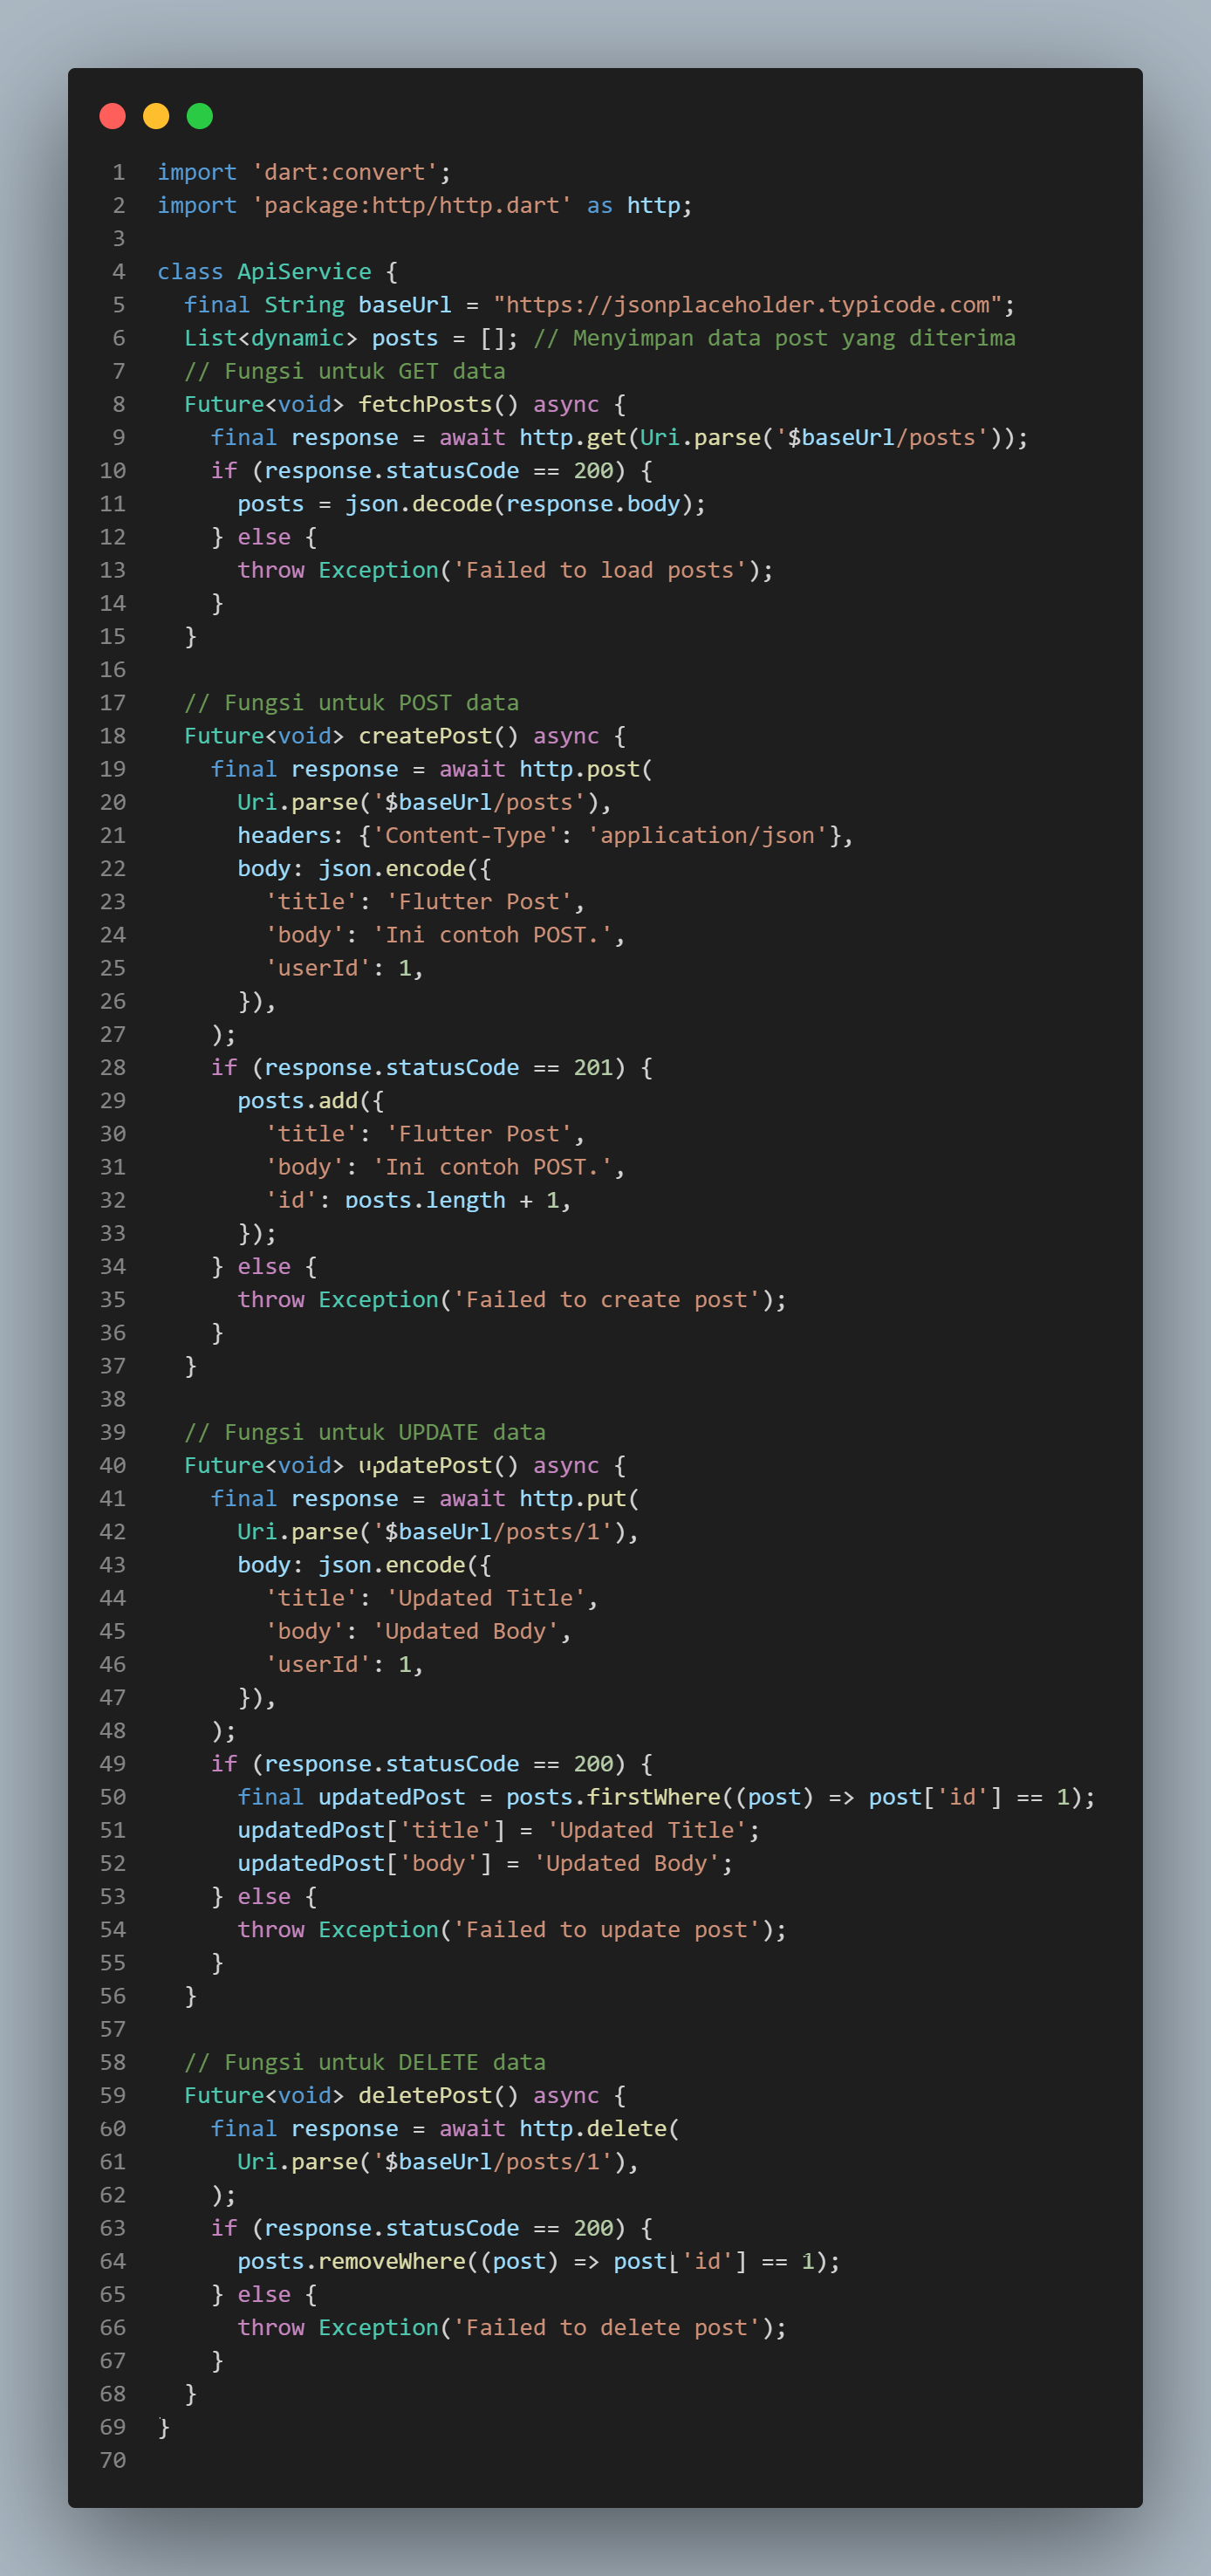 1 import 'dart:convert';
2 import 'package:http/http.dart' as http;
3
4 class ApiService {
5   final String baseUrl = "https://jsonplaceholder.typicode.com";
6   List<dynamic> posts = []; // Menyimpan data post yang diterima
7   // Fungsi untuk GET data
8   Future<void> fetchPosts() async {
9     final response = await http.get(Uri.parse('$baseUrl/posts'));
10     if (response.statusCode == 200) {
11       posts = json.decode(response.body);
12     } else {
13       throw Exception('Failed to load posts');
14     }
15   }
16
17   // Fungsi untuk POST data
18   Future<void> createPost() async {
19     final response = await http.post(
20       Uri.parse('$baseUrl/posts'),
21       headers: {'Content-Type': 'application/json'},
22       body: json.encode({
23         'title': 'Flutter Post',
24         'body': 'Ini contoh POST.',
25         'userId': 1,
26       }),
27     );
28     if (response.statusCode == 201) {
29       posts.add({
30         'title': 'Flutter Post',
31         'body': 'Ini contoh POST.',
32         'id': posts.length + 1,
33       });
34     } else {
35       throw Exception('Failed to create post');
36     }
37   }
38
39   // Fungsi untuk UPDATE data
40   Future<void> updatePost() async {
41     final response = await http.put(
42       Uri.parse('$baseUrl/posts/1'),
43       body: json.encode({
44         'title': 'Updated Title',
45         'body': 'Updated Body',
46         'userId': 1,
47       }),
48     );
49     if (response.statusCode == 200) {
50       final updatedPost = posts.firstWhere((post) => post['id'] == 1);
51       updatedPost['title'] = 'Updated Title';
52       updatedPost['body'] = 'Updated Body';
53     } else {
54       throw Exception('Failed to update post');
55     }
56   }
57
58   // Fungsi untuk DELETE data
59   Future<void> deletePost() async {
60     final response = await http.delete(
61       Uri.parse('$baseUrl/posts/1'),
62     );
63     if (response.statusCode == 200) {
64       posts.removeWhere((post) => post['id'] == 1);
65     } else {
66       throw Exception('Failed to delete post');
67     }
68   }
69 }
70